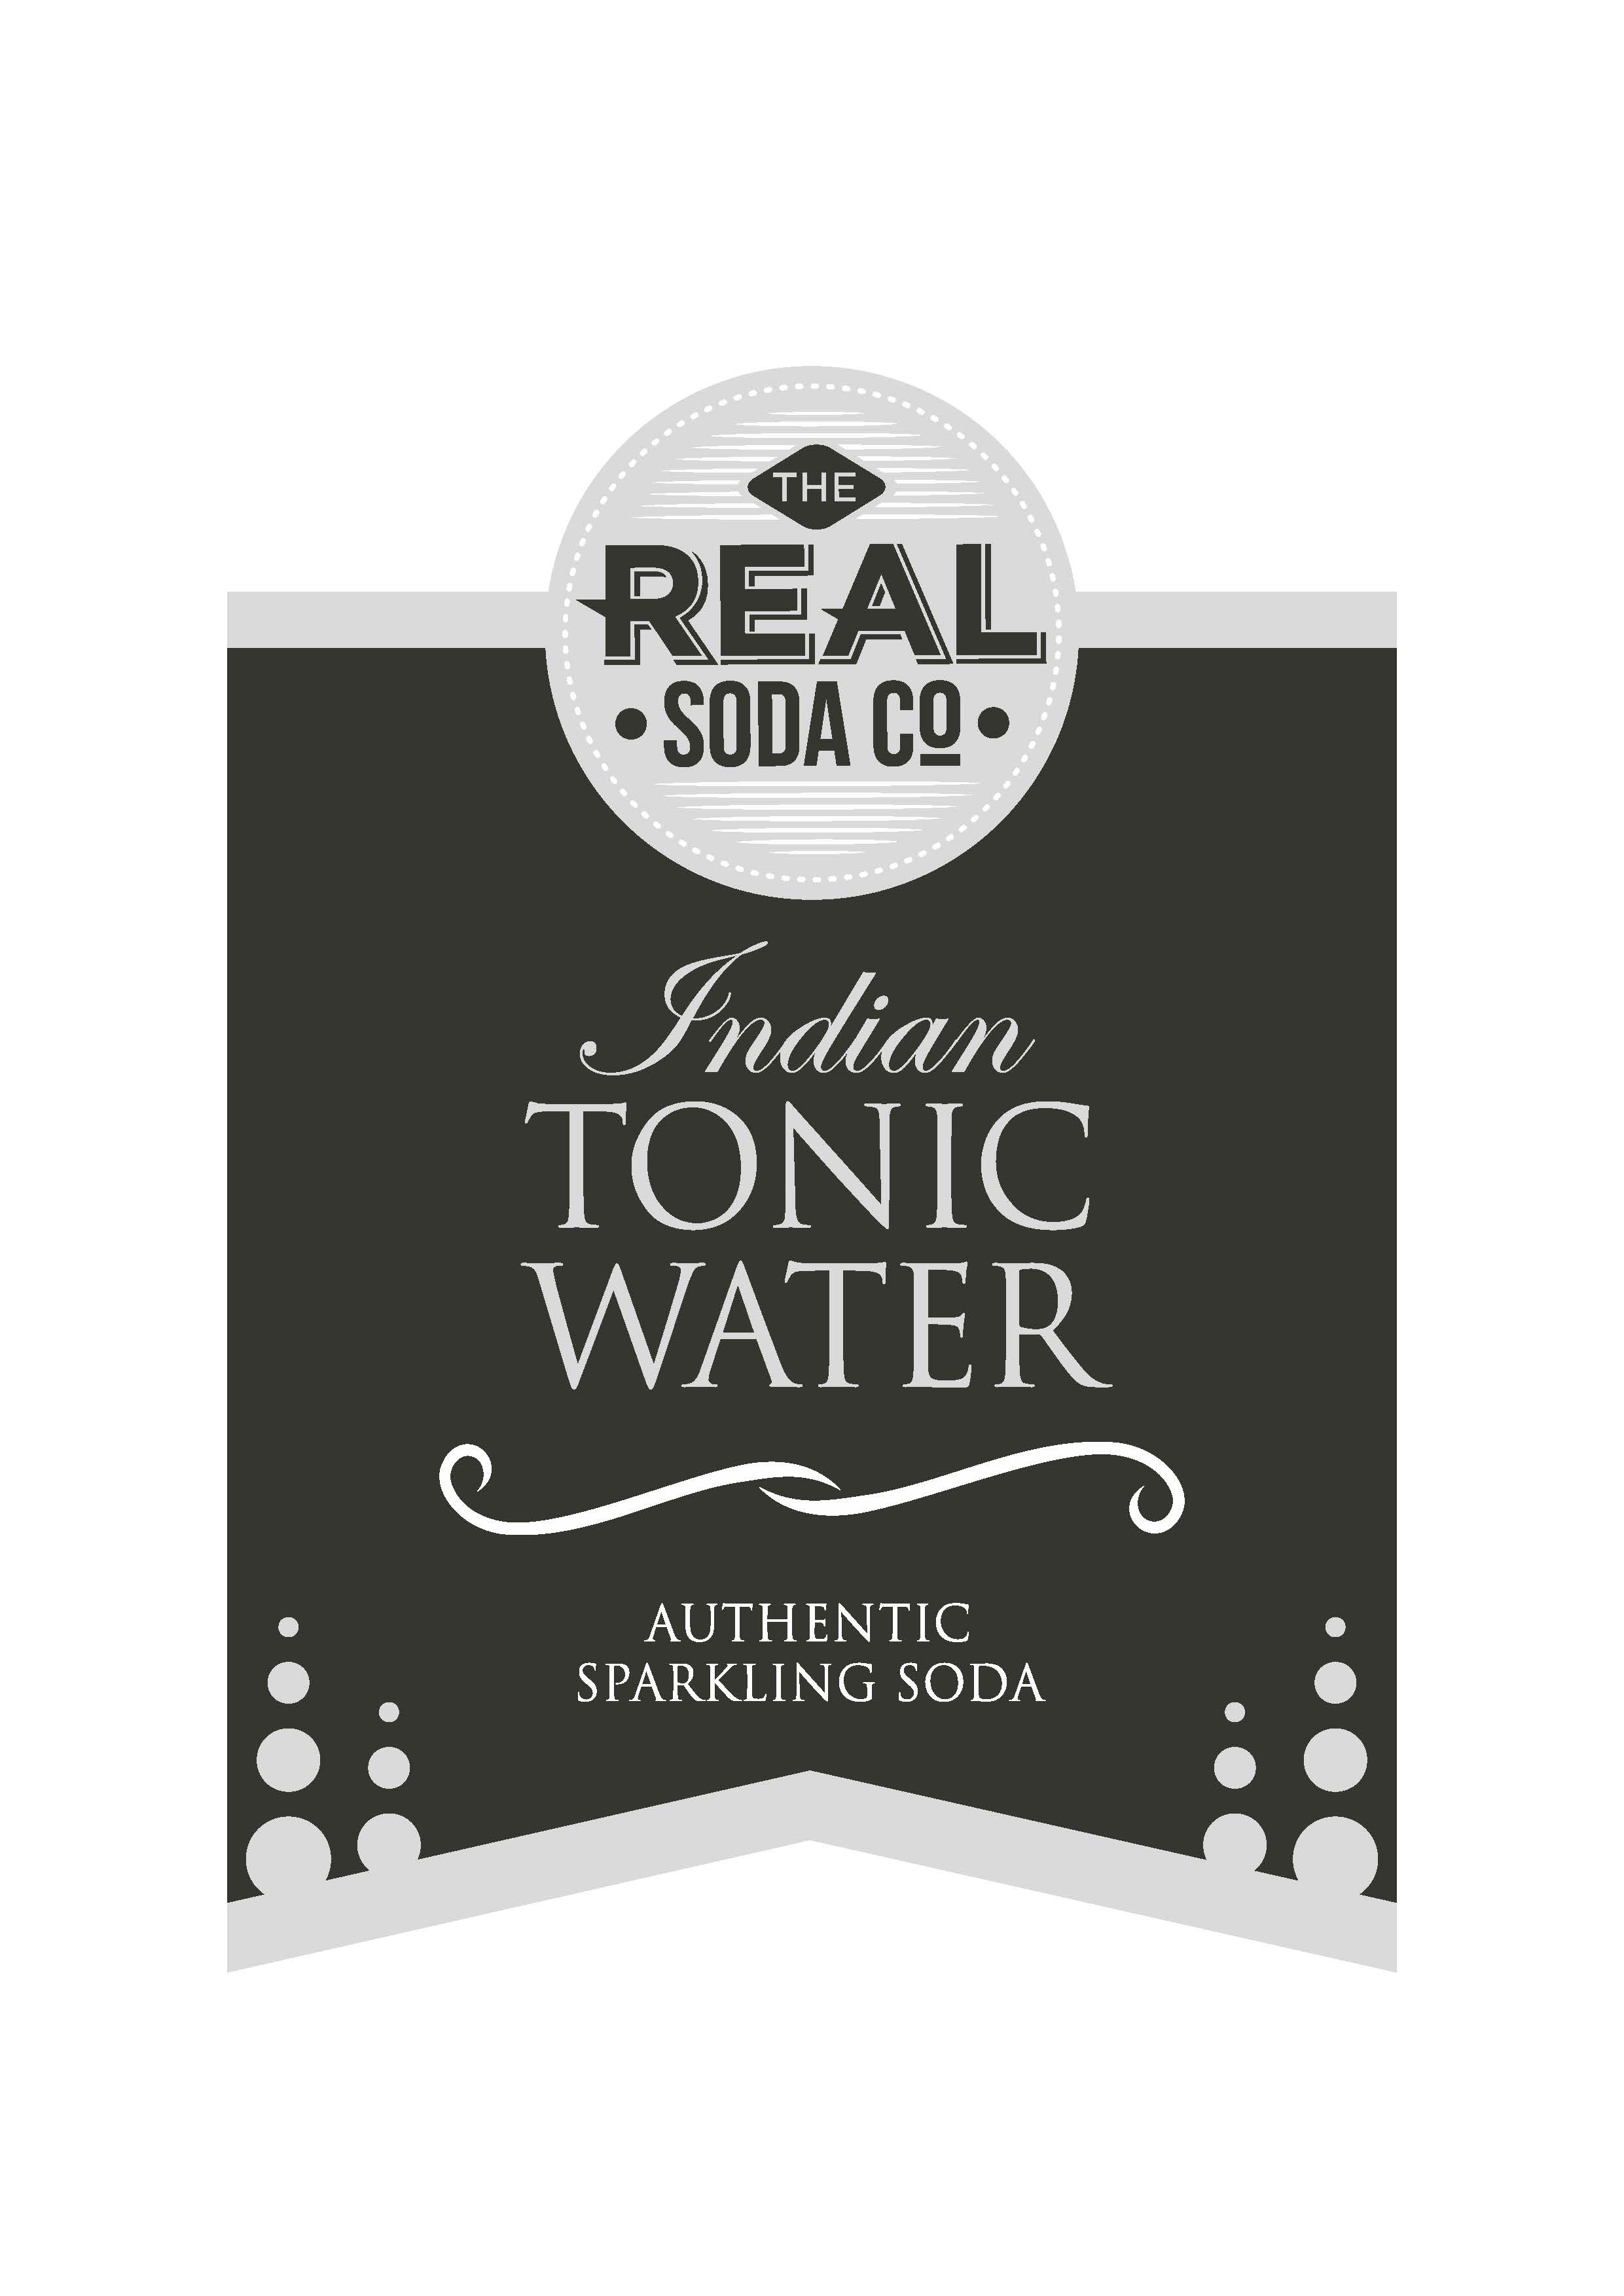 THE
REAL
• SODA CO •
Indian
TONIC
WATER
AUTHENTIC
SPARKLING SODA